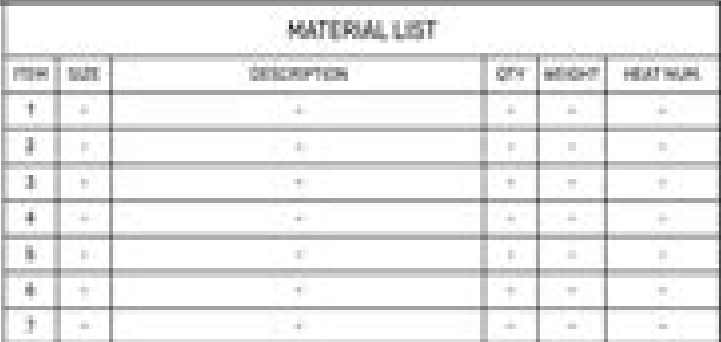 MATERIAL LIST
ITEM SIZE DESCRIPTION QTY WEIGHT HEAT NUM.
1 - - - - -
2 - - - - -
3 - - - - -
4 - - - - -
5 - - - - -
6 - - - - -
7 - - - - -